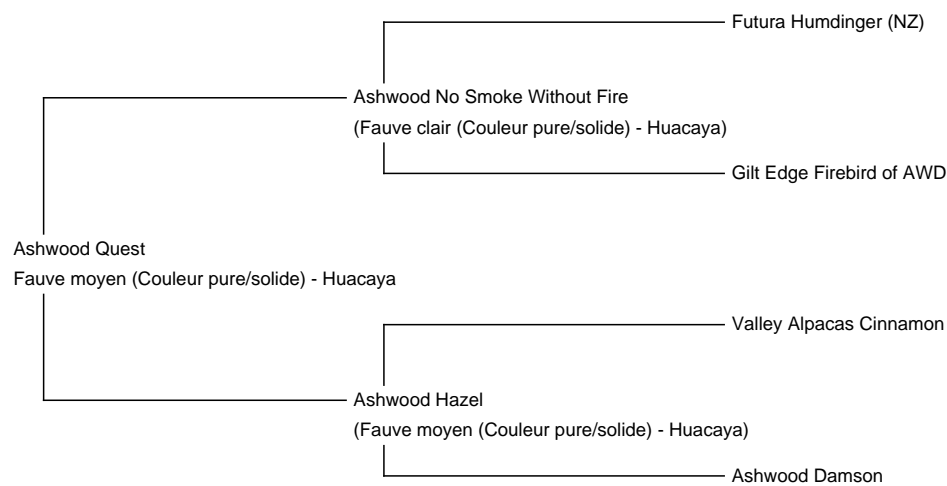 Futura Humdinger (NZ)
Ashwood No Smoke Without Fire
(Fauve clair (Couleur pure/solide) - Huacaya)
Gilt Edge Firebird of AWD
Ashwood Quest
Fauve moyen (Couleur pure/solide) - Huacaya
Valley Alpacas Cinnamon
Ashwood Hazel
(Fauve moyen (Couleur pure/solide) - Huacaya)
Ashwood Damson